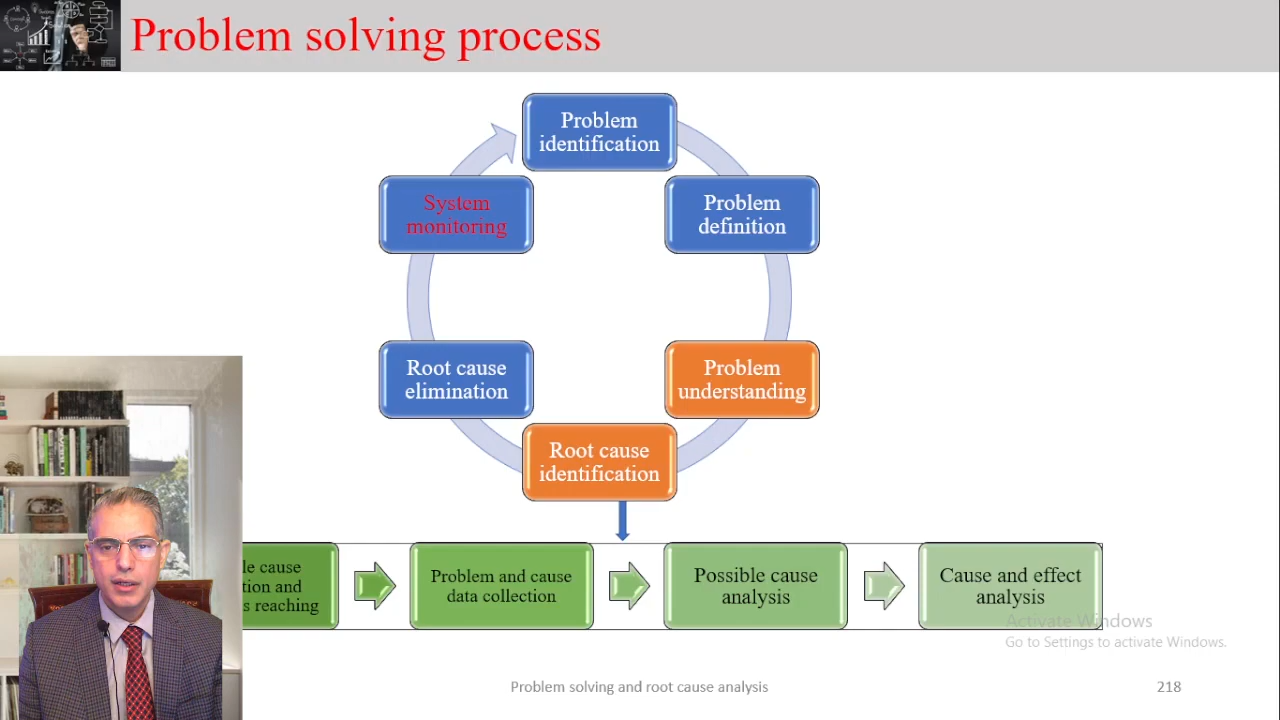 Problem solving process
Problem
identification
Problem
definition
Problem
understanding
Root cause
identification
Root cause
elimination
System
monitoring
cause
and
reaching
Problem and cause
data collection
Possible cause
analysis
Cause and effect
analysis
Activate Windows
Go to Settings to activate Windows.
Problem solving and root cause analysis
218